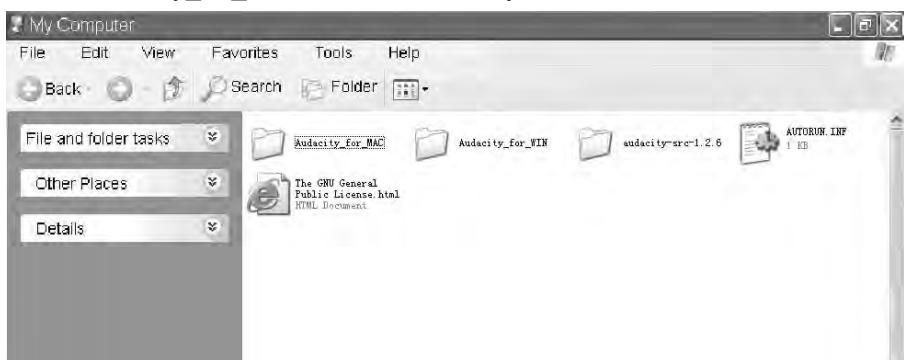 My Computer
File Edit View Favorites Tools Help
Back Search Folder
File and folder tasks
Other Places
Details
Audacity_for_MAC
Audacity_for_WIN
audacity-src-1.2.6
AUTORUN.INF
1 KB
The GNU General
Public License.html
HTML Document